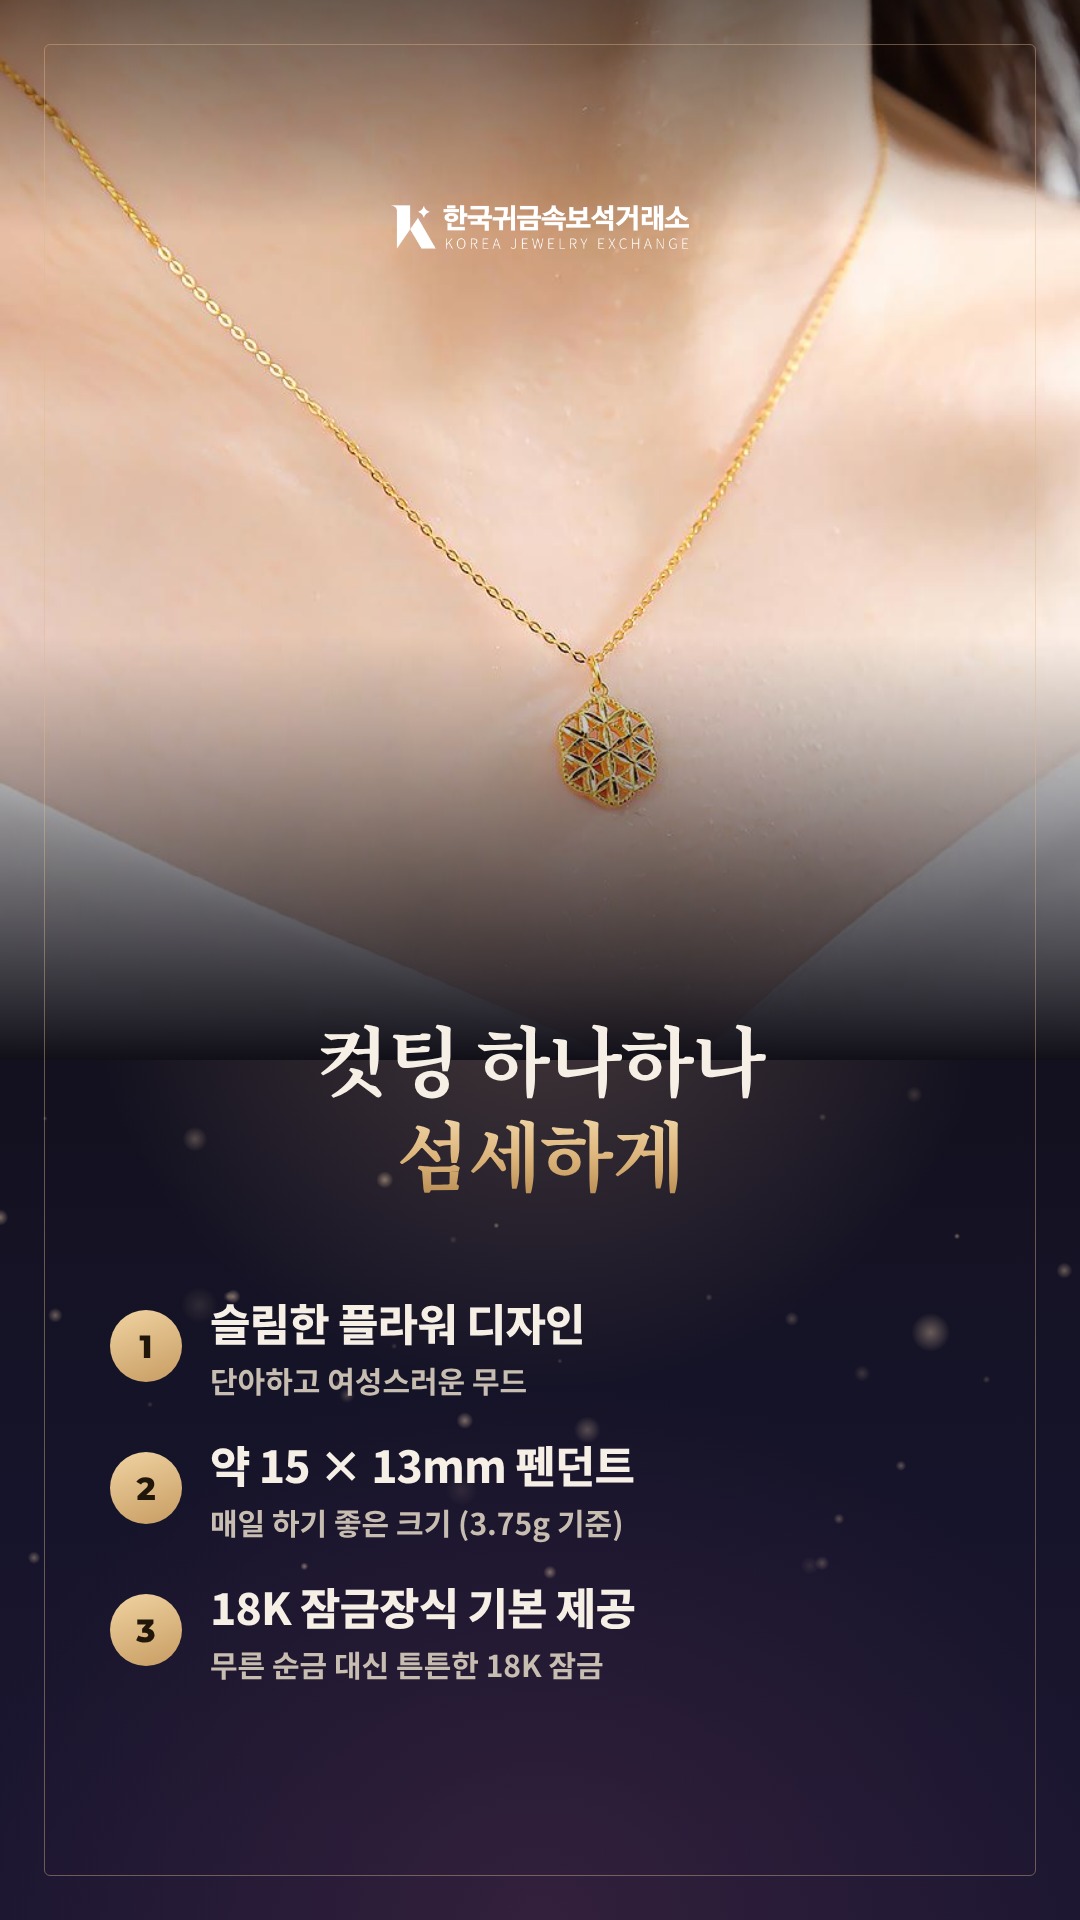 한국귀금속보석거래소
KOREA JEWELRY EXCHANGE
컷팅 하나하나
섬세하게
1
슬림한 플라워 디자인
단아하고 여성스러운 무드
2
약 15 × 13mm 펜던트
매일 하기 좋은 크기 (3.75g 기준)
3
18K 잠금장식 기본 제공
무른 순금 대신 튼튼한 18K 잠금